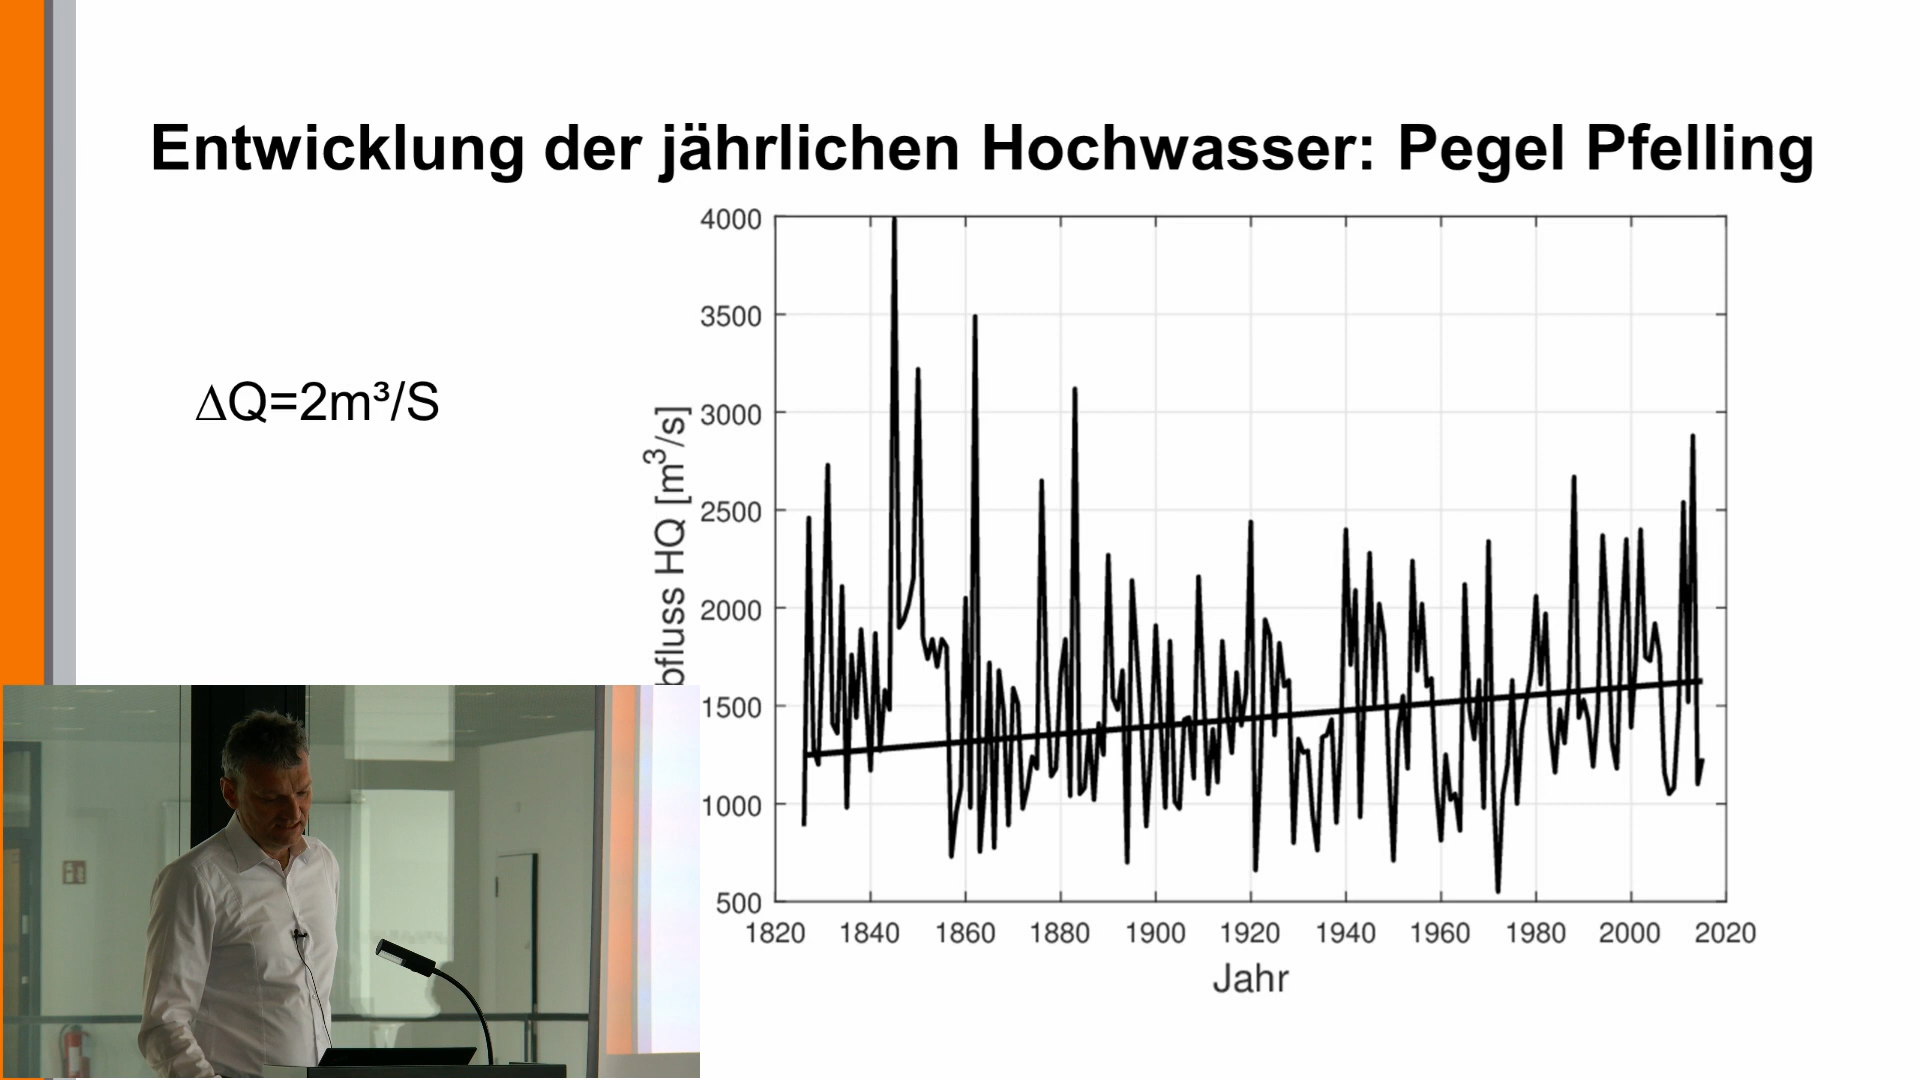 Entwicklung der jährlichen Hochwasser: Pegel Pfelling
ΔQ=2m³/S
bfluss HQ [m³/s]
4000
3500
3000
2500
2000
1500
1000
500
1820 1840 1860 1880 1900 1920 1940 1960 1980 2000 2020
Jahr